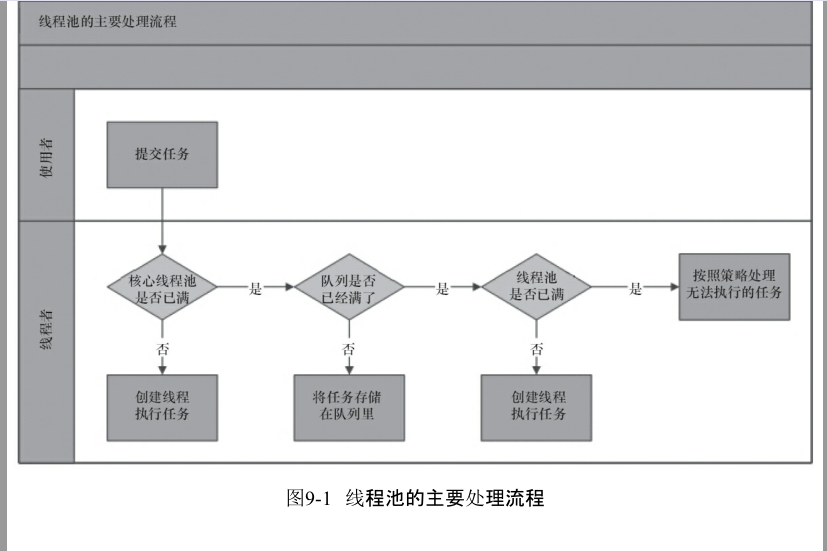 线程池的主要处理流程
使用者
提交任务
线程者
核心线程池
是否已满
是
队列是否
已经满了
是
线程池
是否已满
是
按照策略处理
无法执行的任务
否
否
否
创建线程
执行任务
将任务存储
在队列里
创建线程
执行任务
图9-1 线程池的主要处理流程